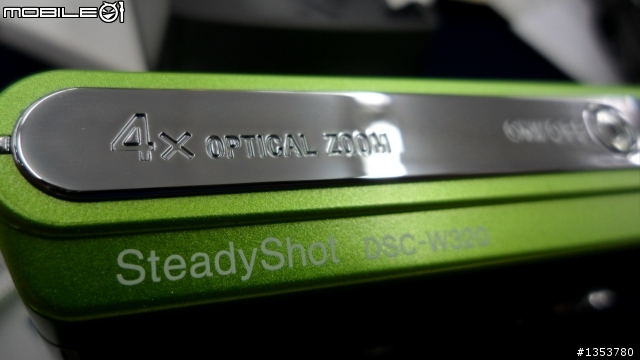 MOBILE01
4x OPTICAL ZOOM
ON/OFF
SteadyShot DSC-W320
#1353780